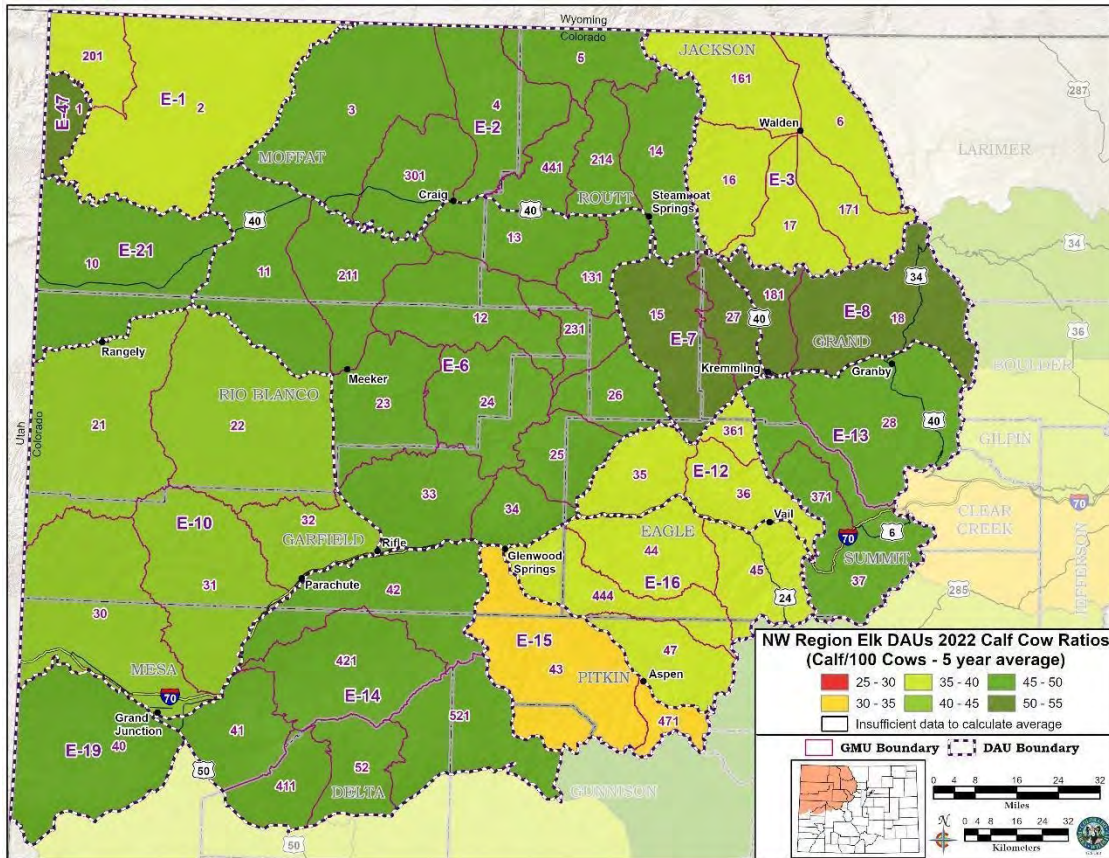 Wyoming
Colorado
201
E-1
2
E-47
1
3
4
5
E-2
MOFFAT
301
Craig
441
214
14
ROUTT
Steamboat
Springs
JACKSON
161
Walden
6
16
E-3
17
171
287
LARIMER
40
E-21
10
11
211
40
13
131
15
E-7
27
181
40
34
E-8
18
GRAND
34
36
BOULDER
Rangely
12
231
Meeker
E-6
23
24
26
Kremmling
Granby
RIO BLANCO
21
22
Utah
Colorado
E-13
28
40
GILPIN
25
361
E-12
35
36
371
Vail
33
34
32
E-10
GARFIELD
Rifle
31
Parachute
Glenwood
Springs
EAGLE
44
E-16
45
444
24
70
6
SUMMIT
37
70
CLEAR
CREEK
JEFFERSON
285
30
42
MESA
70
421
E-14
E-15
43
PITKIN
47
Aspen
471
Grand
Junction
E-19
40
41
50
411
52
DELTA
521
GUNNISON
50
NW Region Elk DAUs 2022 Calf Cow Ratios
(Calf/100 Cows - 5 year average)
25 - 30
35 - 40
45 - 50
30 - 35
40 - 45
50 - 55
Insufficient data to calculate average
GMU Boundary
DAU Boundary
0 4 8 16 24 32
Miles
N
0 4 8 16 24 32
Kilometers